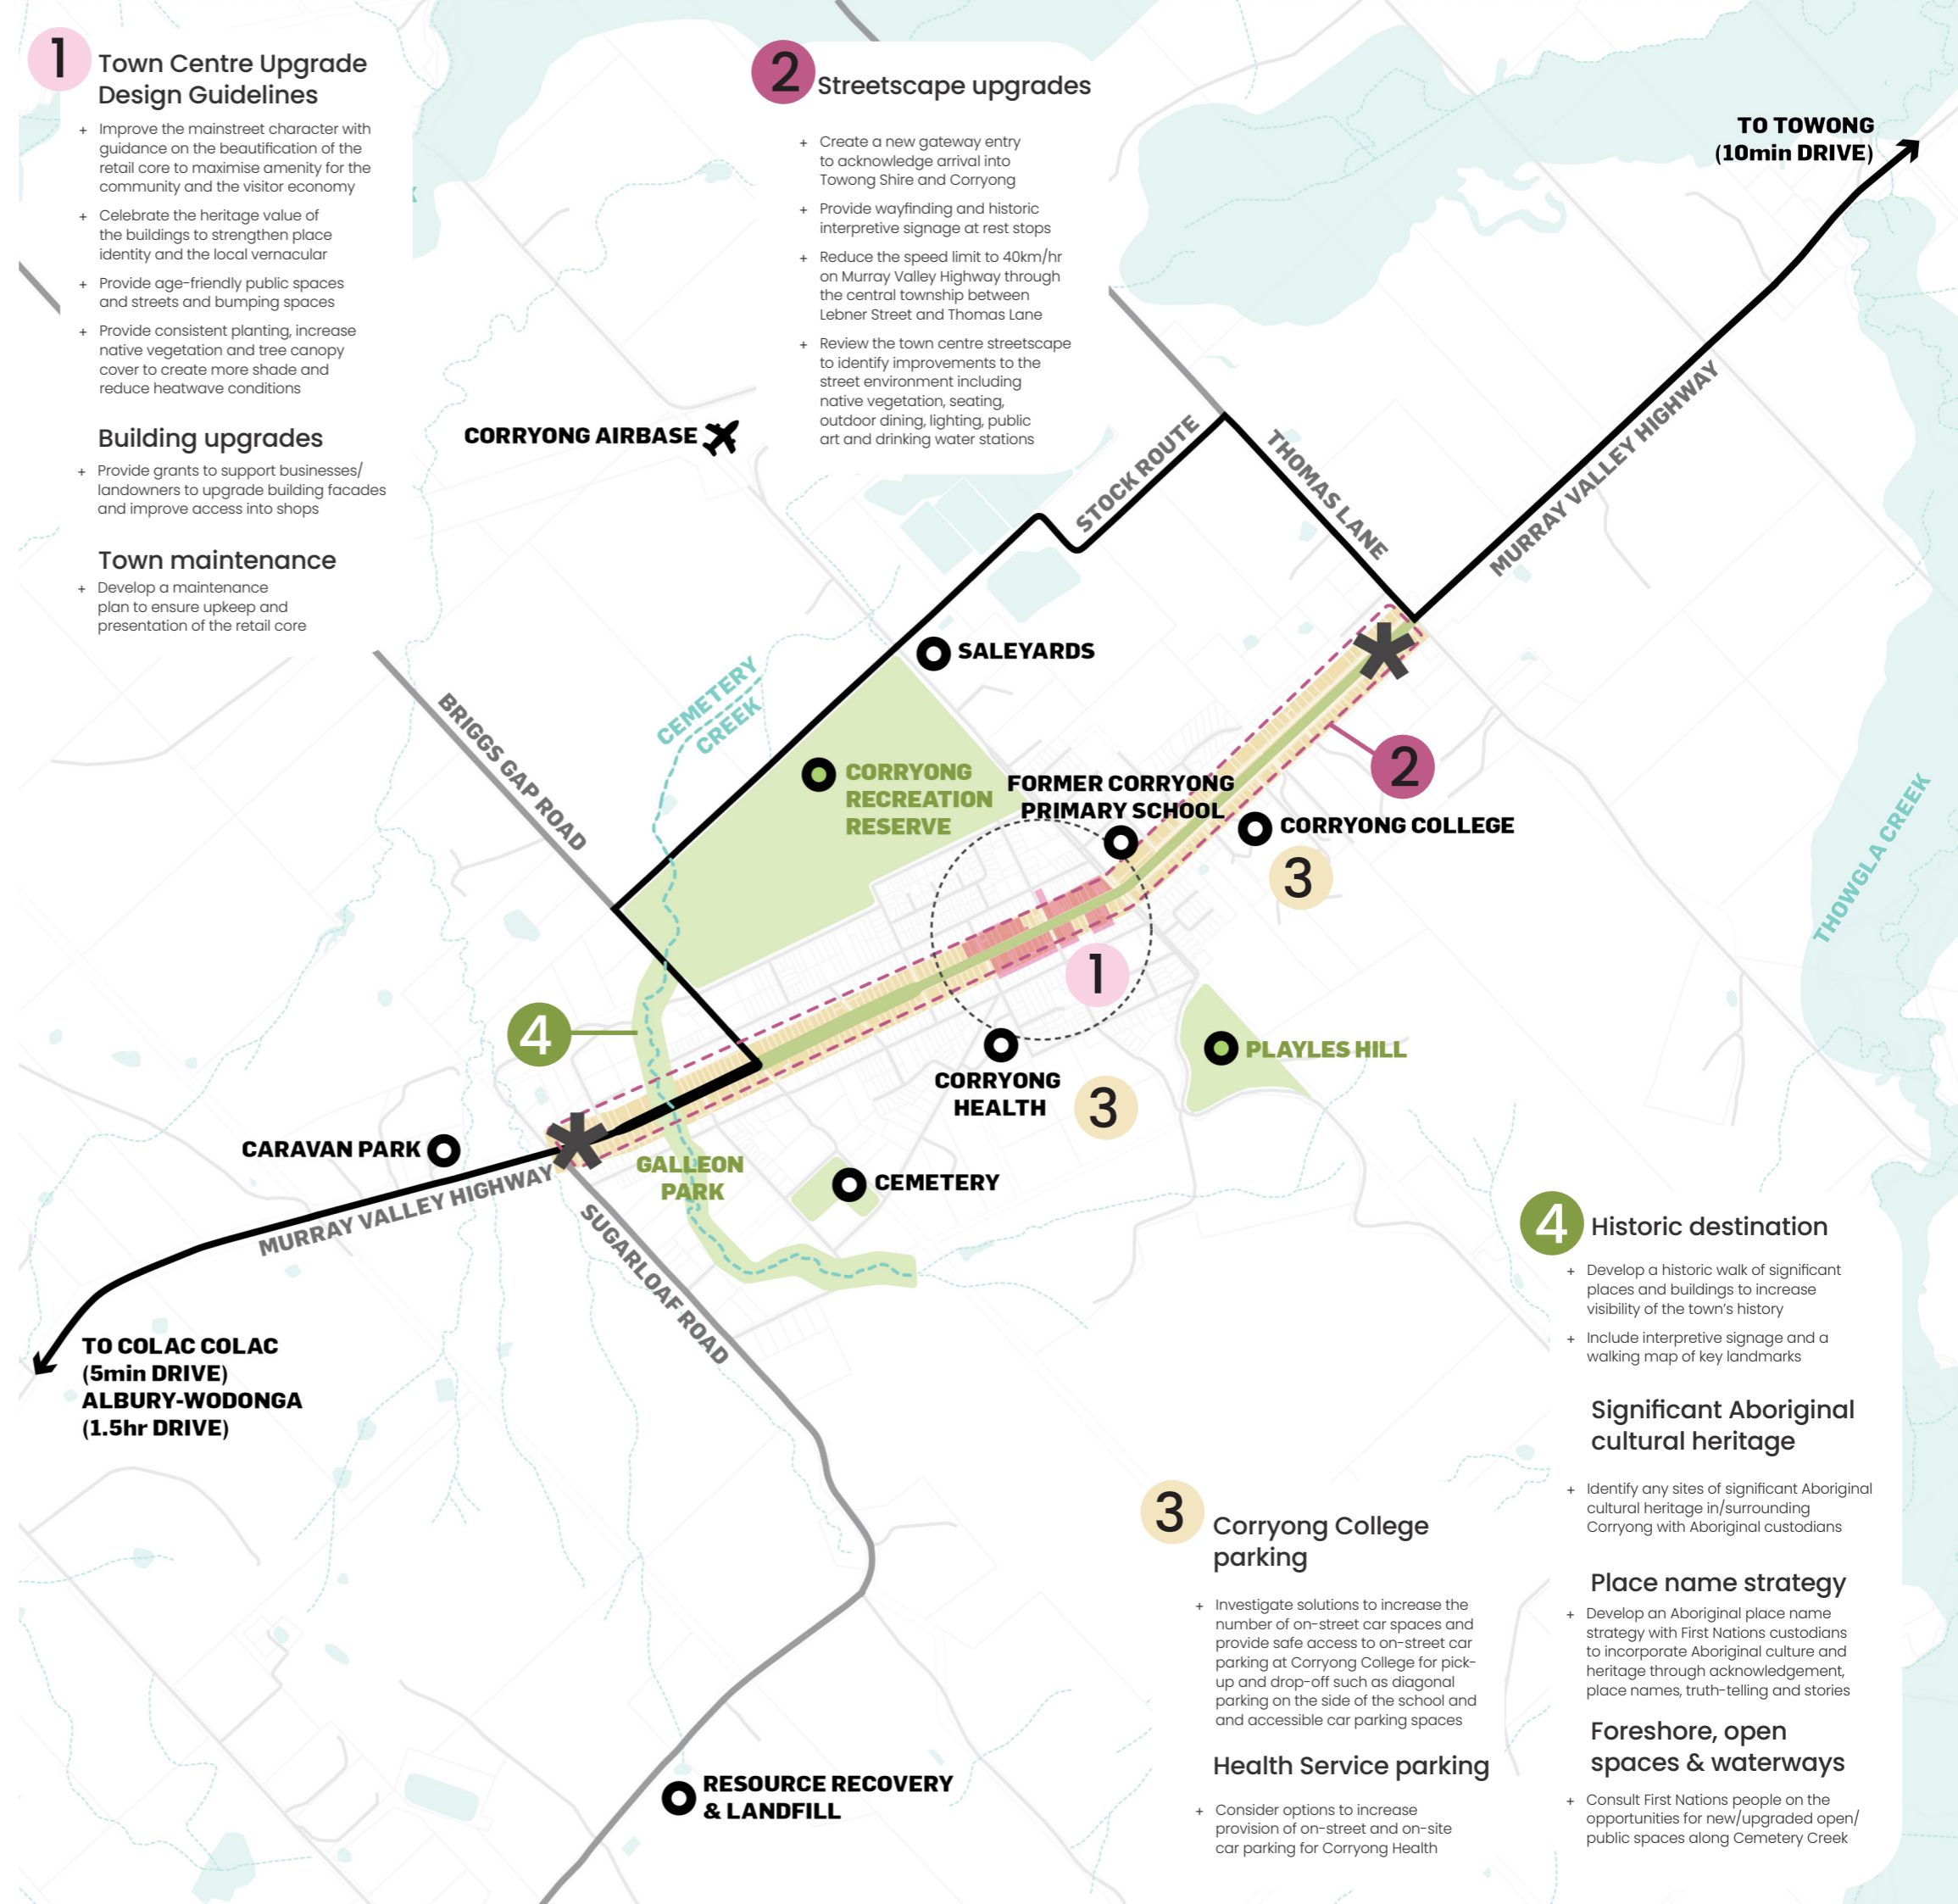 1
Town Centre Upgrade
Design Guidelines
+ Improve the mainstreet character with
guidance on the beautification of the
retail core to maximise amenity for the
community and the visitor economy
+ Celebrate the heritage value of
the buildings to strengthen place
identity and the local vernacular
+ Provide age-friendly public spaces
and streets and bumping spaces
+ Provide consistent planting, increase
native vegetation and tree canopy
cover to create more shade and
reduce heatwave conditions
Building upgrades
+ Provide grants to support businesses/
landowners to upgrade building facades
and improve access into shops
Town maintenance
+ Develop a maintenance
plan to ensure upkeep and
presentation of the retail core
2
Streetscape upgrades
+ Create a new gateway entry
to acknowledge arrival into
Towong Shire and Corryong
+ Provide wayfinding and historic
interpretive signage at rest stops
+ Reduce the speed limit to 40km/hr
on Murray Valley Highway through
the central township between
Lebner Street and Thomas Lane
+ Review the town centre streetscape
to identify improvements to the
street environment including
native vegetation, seating,
outdoor dining, lighting, public
art and drinking water stations
TO TOWONG
(10min DRIVE)
CORRYONG AIRBASE
STOCK ROUTE
THOMAS LANE
MURRAY VALLEY HIGHWAY
SALEYARDS
CEMETERY
CREEK
BRIGGS GAP ROAD
CORRYONG
RECREATION
RESERVE
FORMER CORRYONG
PRIMARY SCHOOL
2
CORRYONG COLLEGE
3
THOWGLA CREEK
1
4
PLAYLES HILL
CORRYONG
HEALTH
3
CARAVAN PARK
GALLEON
PARK
CEMETERY
MURRAY VALLEY HIGHWAY
SUGARLOAF ROAD
TO COLAC COLAC
(5min DRIVE)
ALBURY-WODONGA
(1.5hr DRIVE)
RESOURCE RECOVERY
& LANDFILL
3
Corryong College
parking
+ Investigate solutions to increase the
number of on-street car spaces and
provide safe access to on-street car
parking at Corryong College for pick-
up and drop-off such as diagonal
parking on the side of the school and
and accessible car parking spaces
Health Service parking
+ Consider options to increase
provision of on-street and on-site
car parking for Corryong Health
4
Historic destination
+ Develop a historic walk of significant
places and buildings to increase
visibility of the town's history
+ Include interpretive signage and a
walking map of key landmarks
Significant Aboriginal
cultural heritage
+ Identify any sites of significant Aboriginal
cultural heritage in/surrounding
Corryong with Aboriginal custodians
Place name strategy
+ Develop an Aboriginal place name
strategy with First Nations custodians
to incorporate Aboriginal culture and
heritage through acknowledgement,
place names, truth-telling and stories
Foreshore, open
spaces & waterways
+ Consult First Nations people on the
opportunities for new/upgraded open/
public spaces along Cemetery Creek